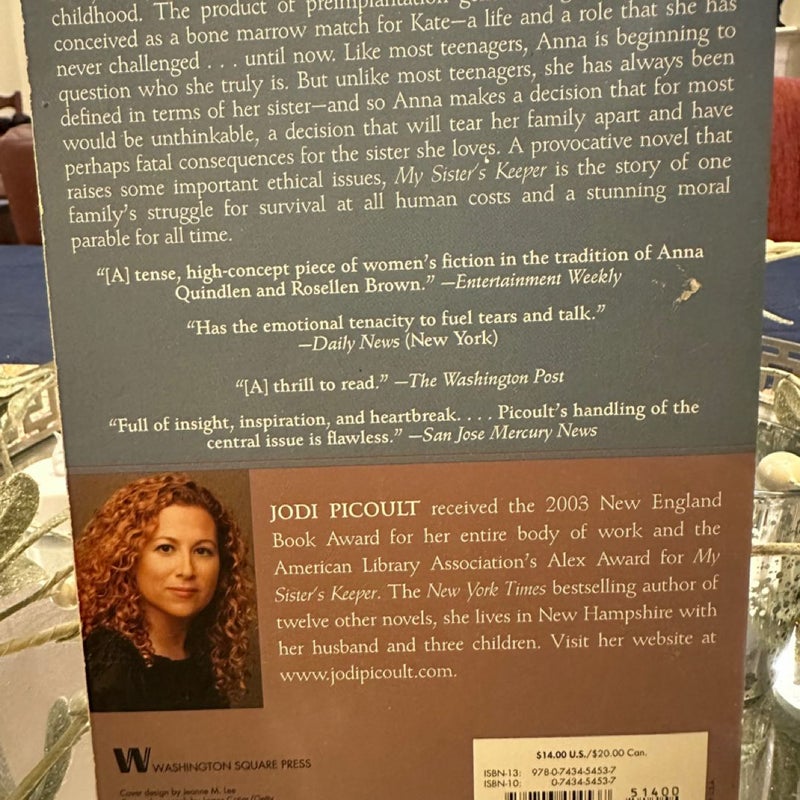 childhood. The product of preimplantation
conceived as a bone marrow match for Kate—a life and a role that she has
never challenged . . . until now. Like most teenagers, Anna is beginning to
question who she truly is. But unlike most teenagers, she has always been
defined in terms of her sister—and so Anna makes a decision that for most
would be unthinkable, a decision that will tear her family apart and have
perhaps fatal consequences for the sister she loves. A provocative novel that
raises some important ethical issues, My Sister's Keeper is the story of one
family's struggle for survival at all human costs and a stunning moral
parable for all time.
“[A] tense, high-concept piece of women's fiction in the tradition of Anna
Quindlen and Rosellen Brown.” —Entertainment Weekly
“Has the emotional tenacity to fuel tears and talk.”
—Daily News (New York)
“[A] thrill to read.” —The Washington Post
“Full of insight, inspiration, and heartbreak. . . . Picoult's handling of the
central issue is flawless.” —San Jose Mercury News
JODI PICOULT received the 2003 New England
Book Award for her entire body of work and the
American Library Association's Alex Award for My
Sister's Keeper. The New York Times bestselling author of
twelve other novels, she lives in New Hampshire with
her husband and three children. Visit her website at
www.jodipicoult.com.
W WASHINGTON SQUARE PRESS
Cover design by Jeanne M. Lee
$14.00 U.S./$20.00 Can.
ISBN-13: 978-0-7434-5453-7
ISBN-10: 0-7434-5453-7
51400